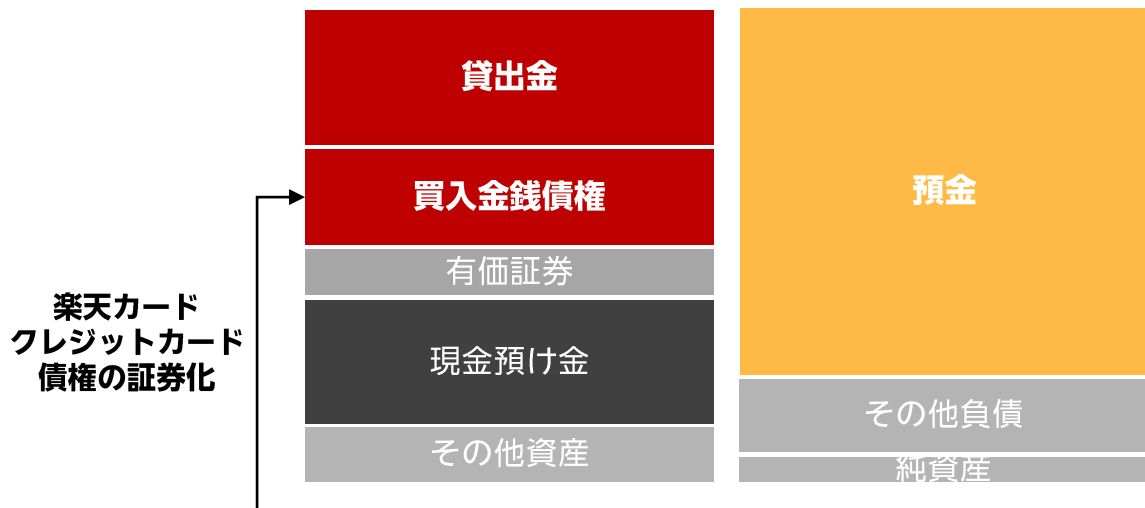 貸出金
買入金銭債権
有価証券
現金預け金
その他資産
預金
その他負債
純資産
楽天カード
クレジットカード
債権の証券化